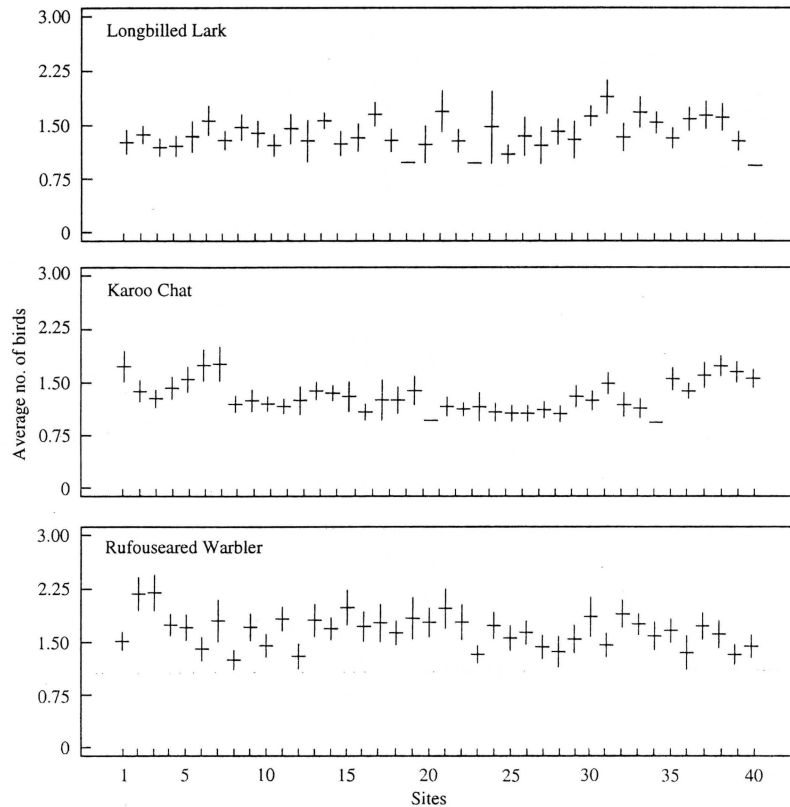 3.00
Longbilled Lark
2.25
1.50
0.75
0
3.00
Karoo Chat
2.25
1.50
0.75
0
Average no. of birds
3.00
Rufouseared Warbler
2.25
1.50
0.75
0
1 5 10 15 20 25 30 35 40
Sites